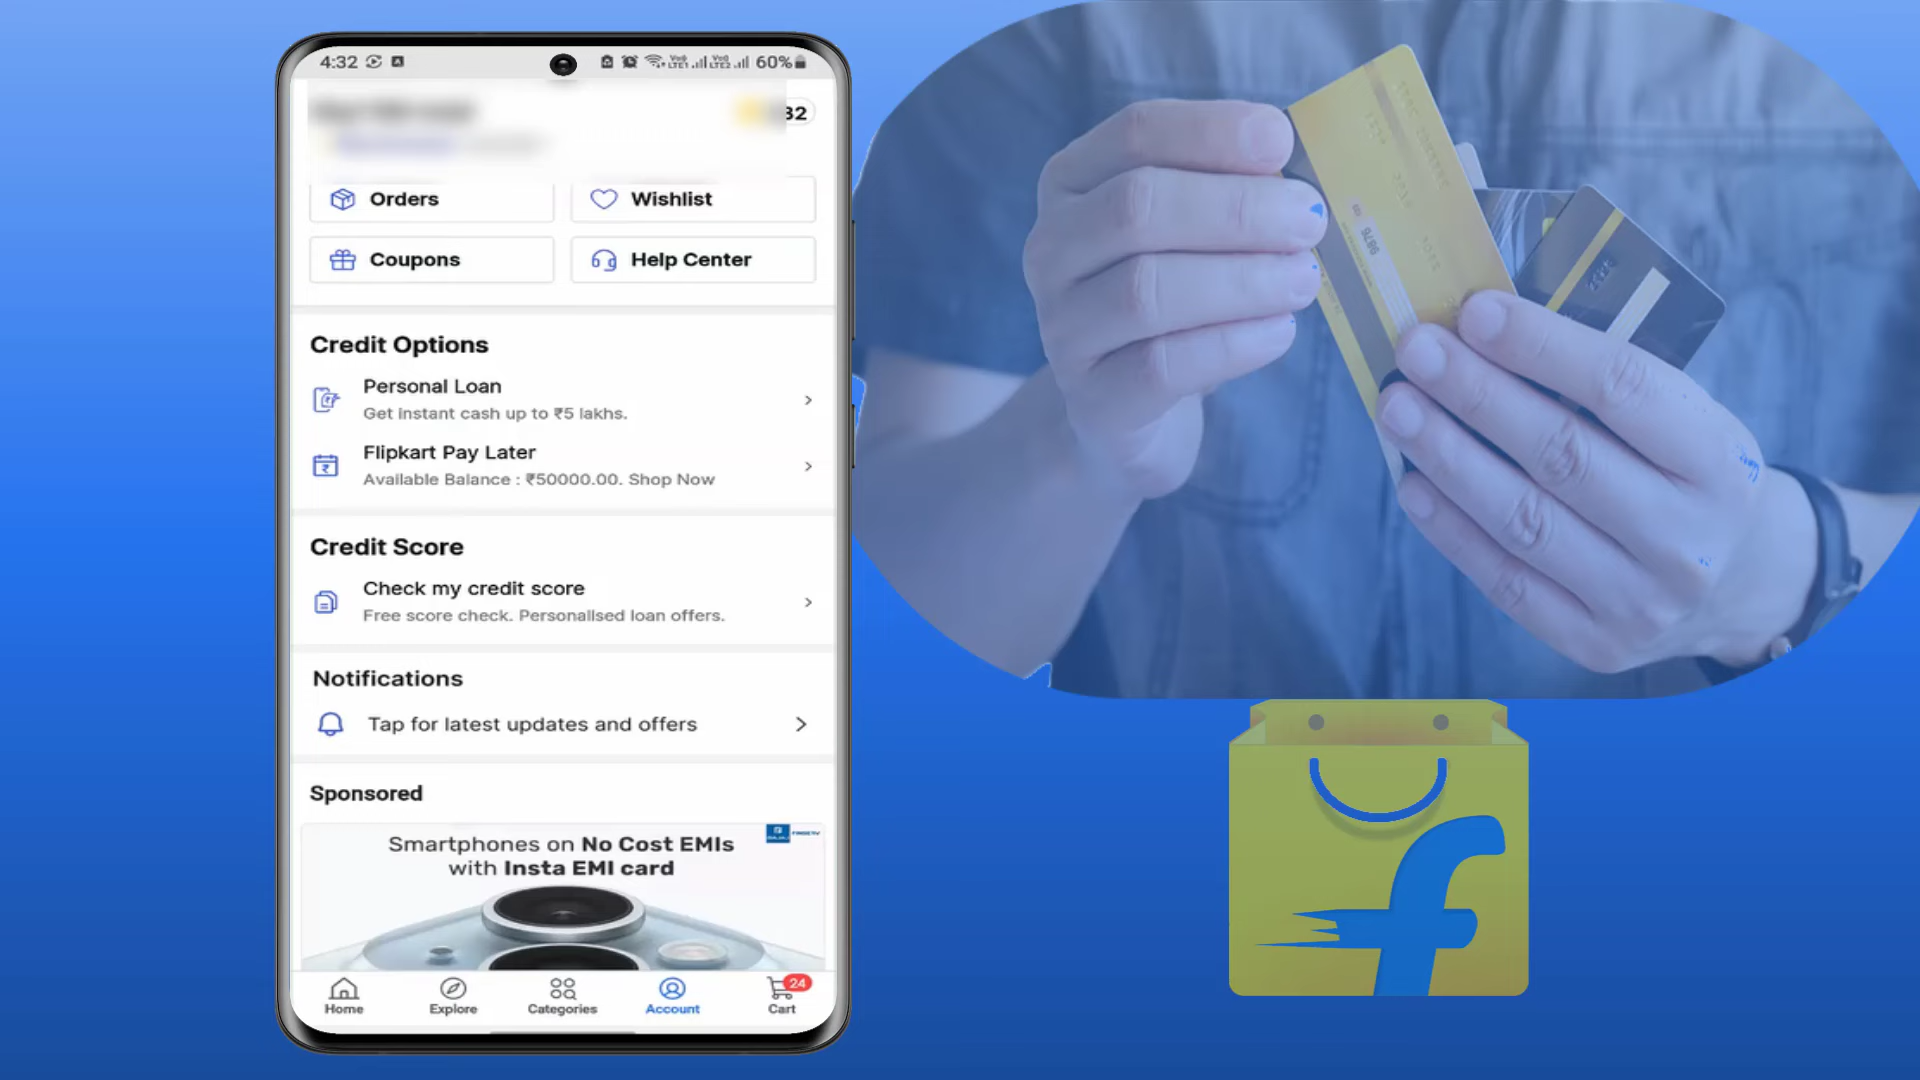 4:32
60%
32
Orders
Wishlist
Coupons
Help Center
Credit Options
Personal Loan
Get instant cash up to ₹5 lakhs.
Flipkart Pay Later
Available Balance : ₹50000.00. Shop Now
Credit Score
Check my credit score
Free score check. Personalised loan offers.
Notifications
Tap for latest updates and offers
Sponsored
Smartphones on No Cost EMIs
with Insta EMI card
Home
Explore
Categories
Account
24
Cart
9876